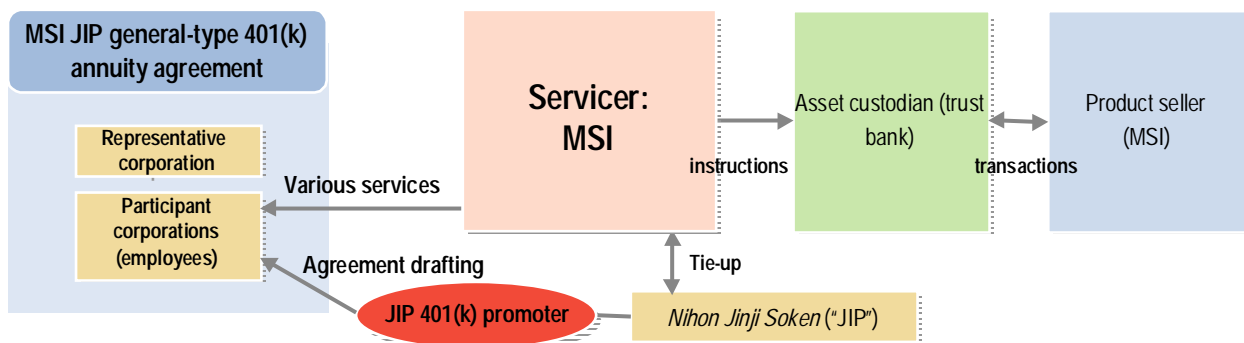 MSI JIP general-type 401(k)
annuity agreement
Representative
corporation
Participant
corporations
(employees)
Various services
Agreement drafting
JIP 401(k) promoter
Servicer:
MSI
instructions
Tie-up
Nihon Jinji Soken (“JIP”)
Asset custodian (trust
bank)
transactions
Product seller
(MSI)